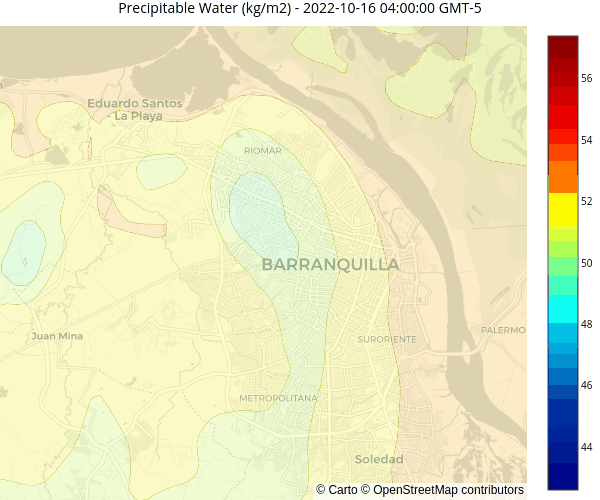 Precipitable Water (kg/m2) - 2022-10-16 04:00:00 GMT-5
Eduardo Santos
- La Playa
RIOMAR
BARRANQUILLA
Juan Mina
SURORIENTE
PALERMO
METROPOLITANA
Soledad
© Carto © OpenStreetMap contributors
56
54
52
50
48
46
44